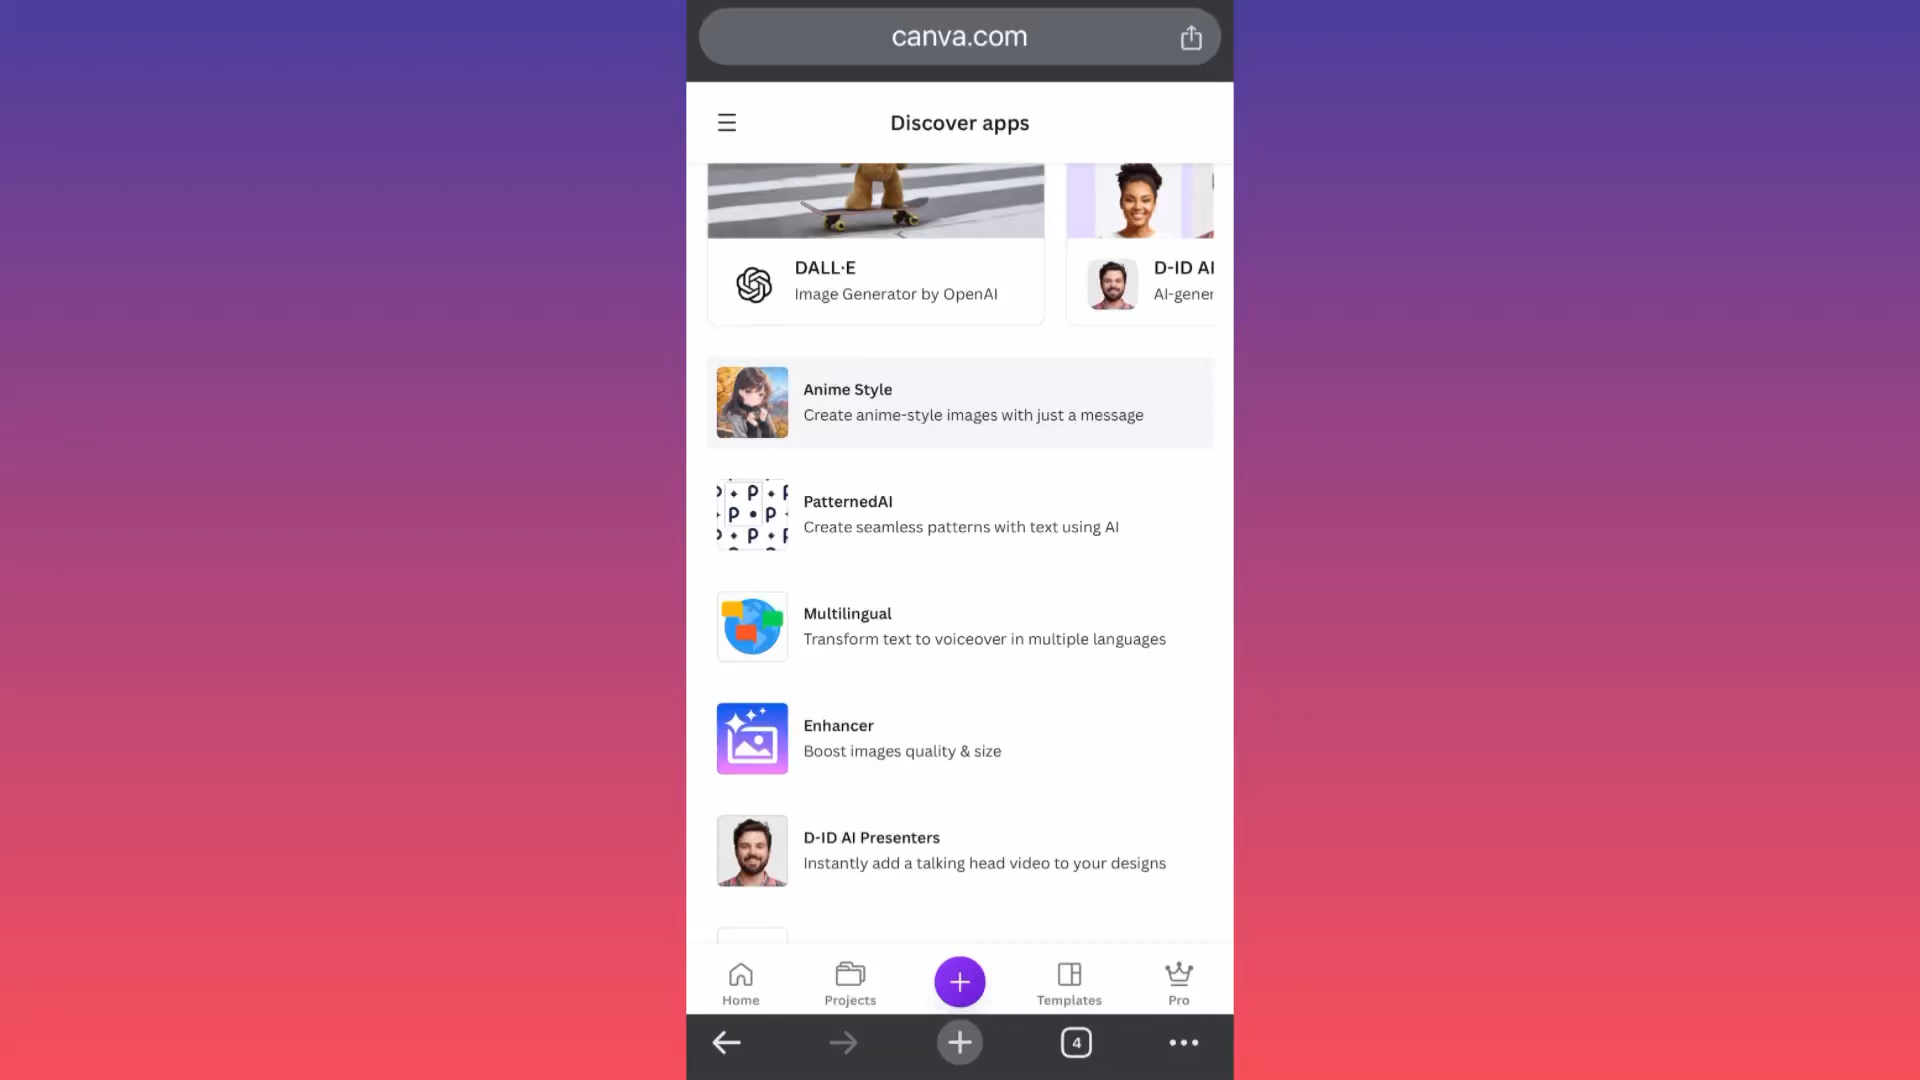 canva.com
Discover apps
DALL·E
Image Generator by OpenAI
D-ID AI
AI-gener
Anime Style
Create anime-style images with just a message
PatternedAI
Create seamless patterns with text using AI
Multilingual
Transform text to voiceover in multiple languages
Enhancer
Boost images quality & size
D-ID AI Presenters
Instantly add a talking head video to your designs
Home
Projects
Templates
Pro
4